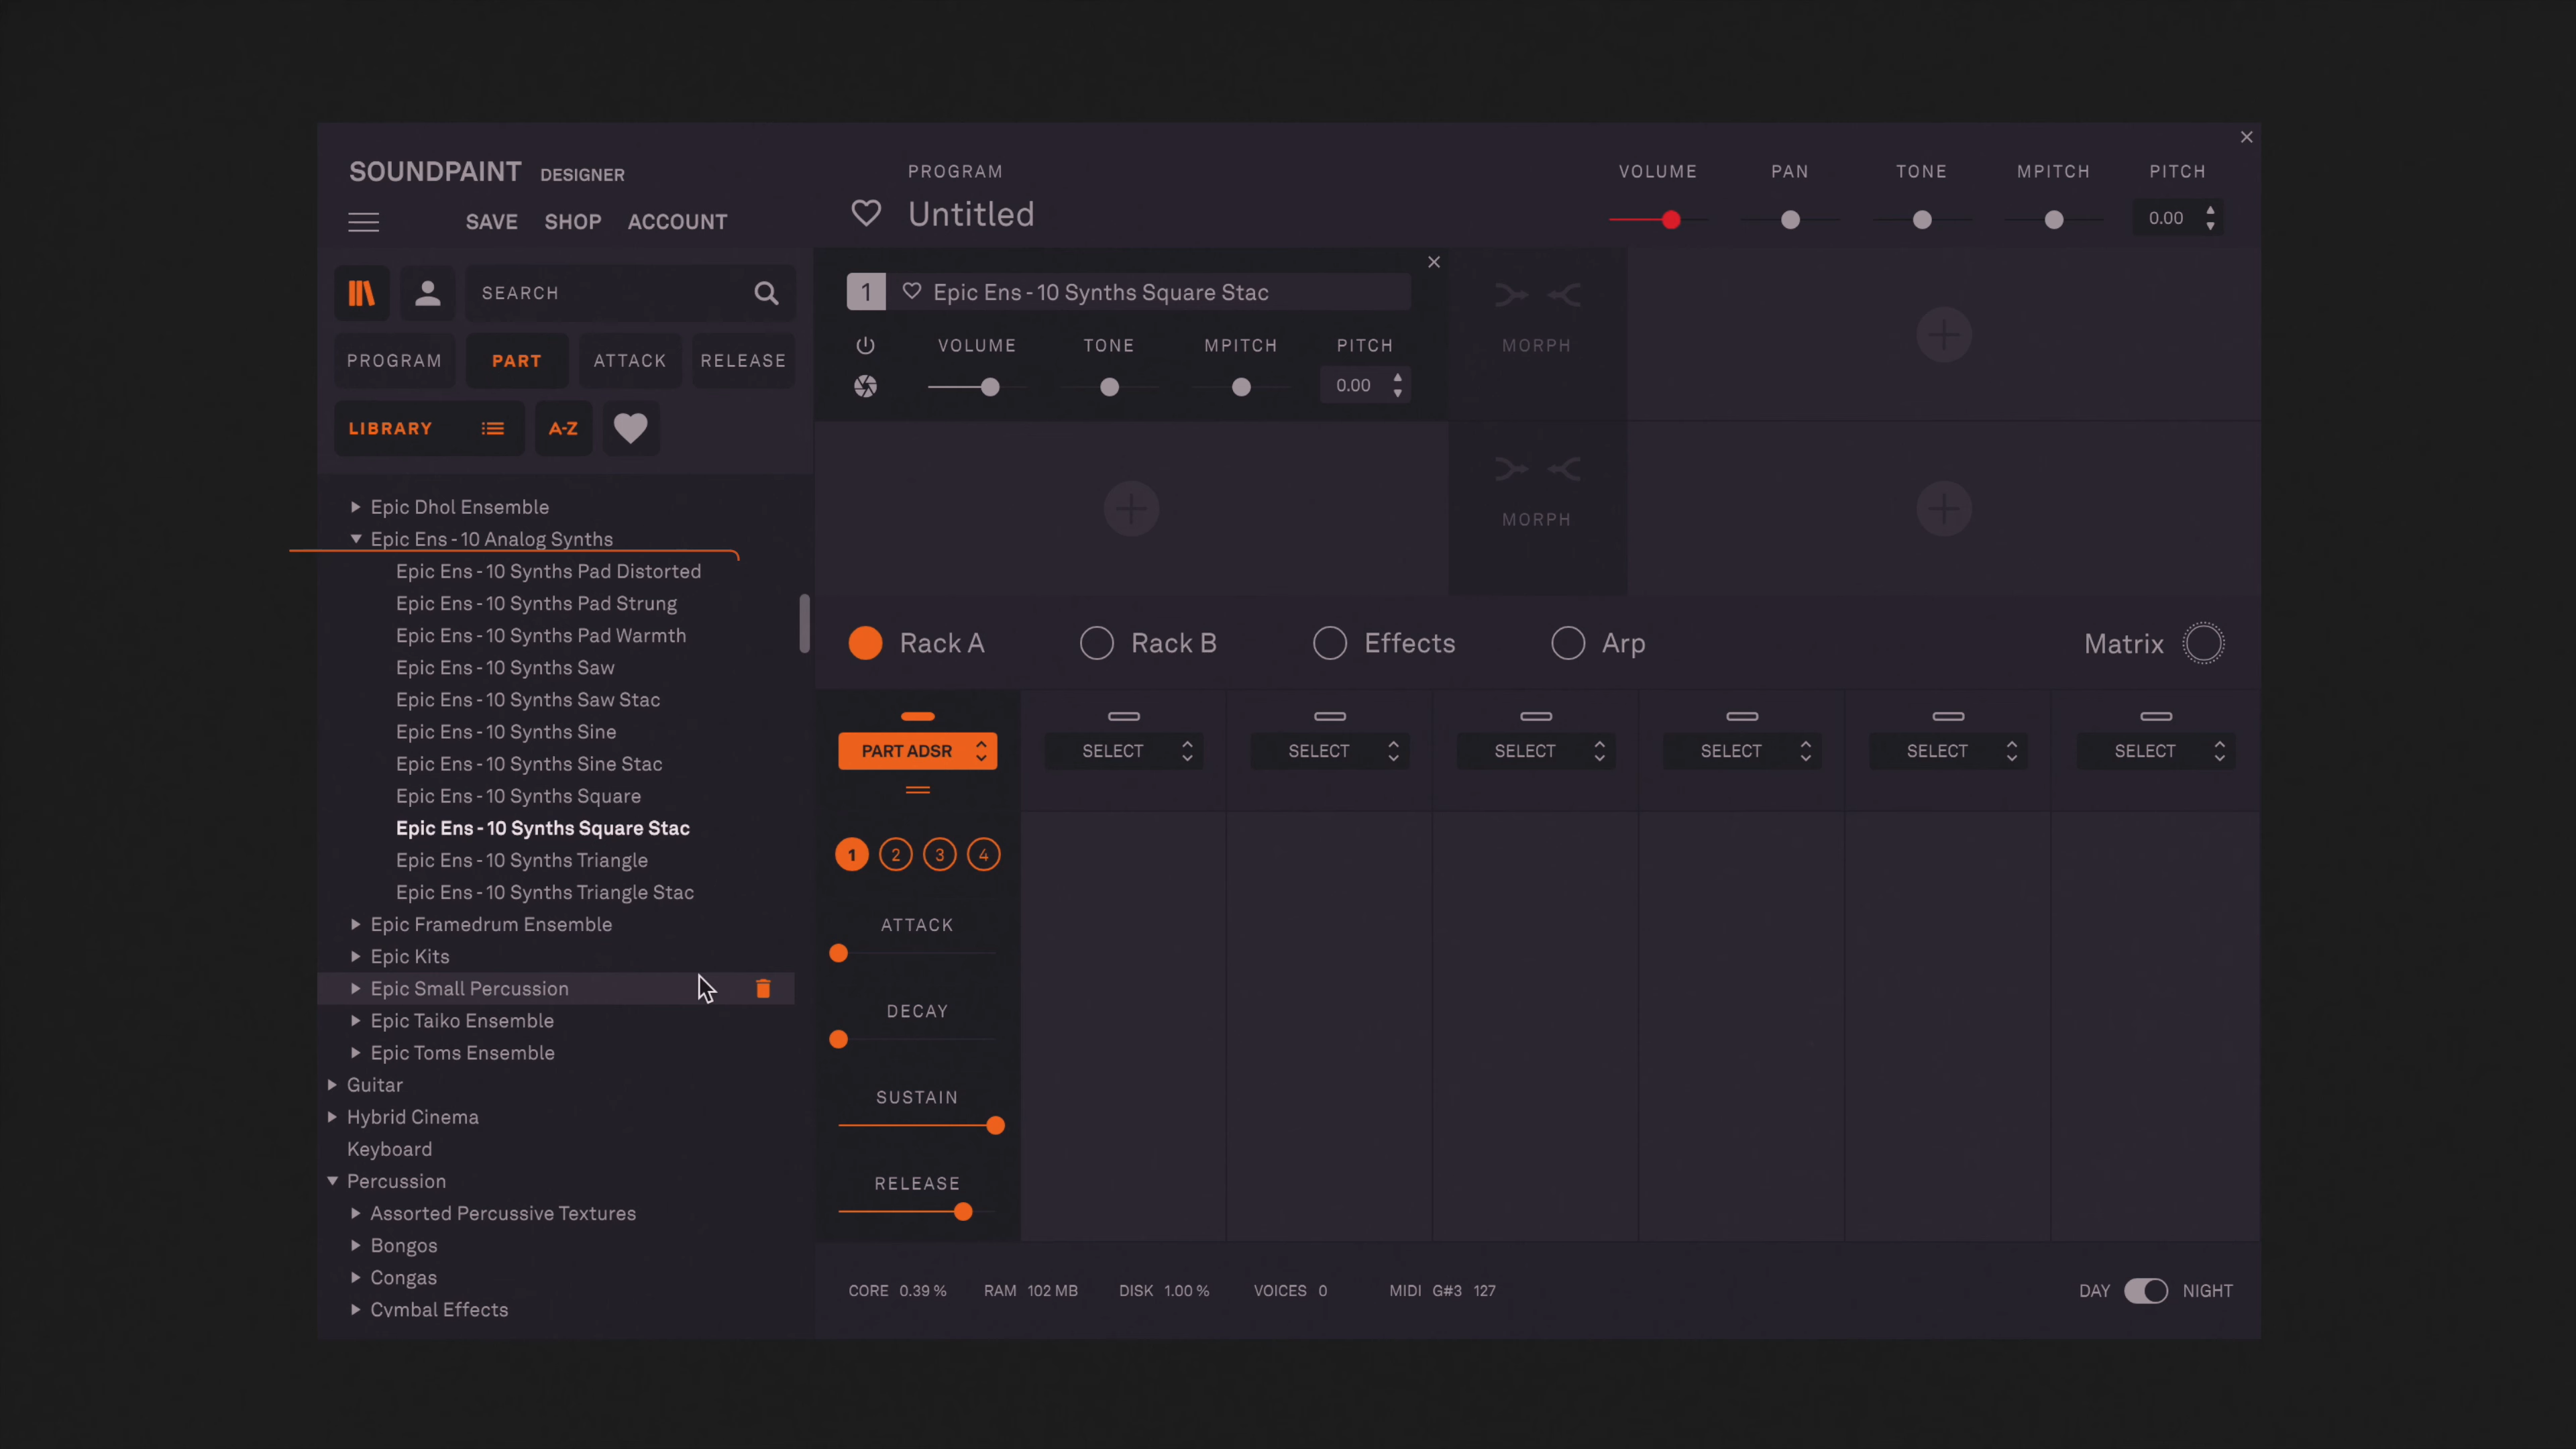 SOUNDPAINT DESIGNER
SAVE SHOP ACCOUNT
PROGRAM
Untitled
VOLUME PAN TONE MPITCH PITCH
0.00
SEARCH
PROGRAM PART ATTACK RELEASE
LIBRARY A-Z
Epic Dhol Ensemble
Epic Ens - 10 Analog Synths
Epic Ens - 10 Synths Pad Distorted
Epic Ens - 10 Synths Pad Strung
Epic Ens - 10 Synths Pad Warmth
Epic Ens - 10 Synths Saw
Epic Ens - 10 Synths Saw Stac
Epic Ens - 10 Synths Sine
Epic Ens - 10 Synths Sine Stac
Epic Ens - 10 Synths Square
Epic Ens - 10 Synths Square Stac
Epic Ens - 10 Synths Triangle
Epic Ens - 10 Synths Triangle Stac
Epic Framedrum Ensemble
Epic Kits
Epic Small Percussion
Epic Taiko Ensemble
Epic Toms Ensemble
Guitar
Hybrid Cinema
Keyboard
Percussion
Assorted Percussive Textures
Bongos
Congas
Cymbal Effects
1 Epic Ens - 10 Synths Square Stac
VOLUME TONE MPITCH PITCH
0.00
MORPH
MORPH
Rack A Rack B Effects Arp Matrix
PART ADSR SELECT SELECT SELECT SELECT SELECT SELECT
1 2 3 4
ATTACK
DECAY
SUSTAIN
RELEASE
CORE 0.39 % RAM 102 MB DISK 1.00 % VOICES 0 MIDI G#3 127
DAY NIGHT